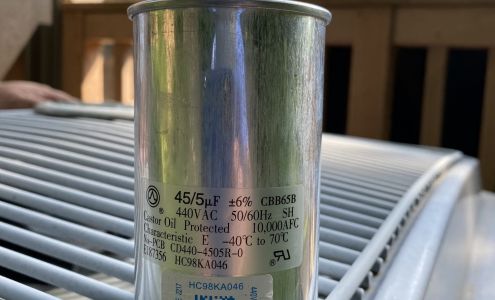 45/5µF ±6% CBB65B
440VAC 50/60Hz SH
Castor Oil Protected 10,000AFC
Characteristic E -40℃ to 70℃
No-PCB CD440-4505R-0
HC98KA046
HC98KA046